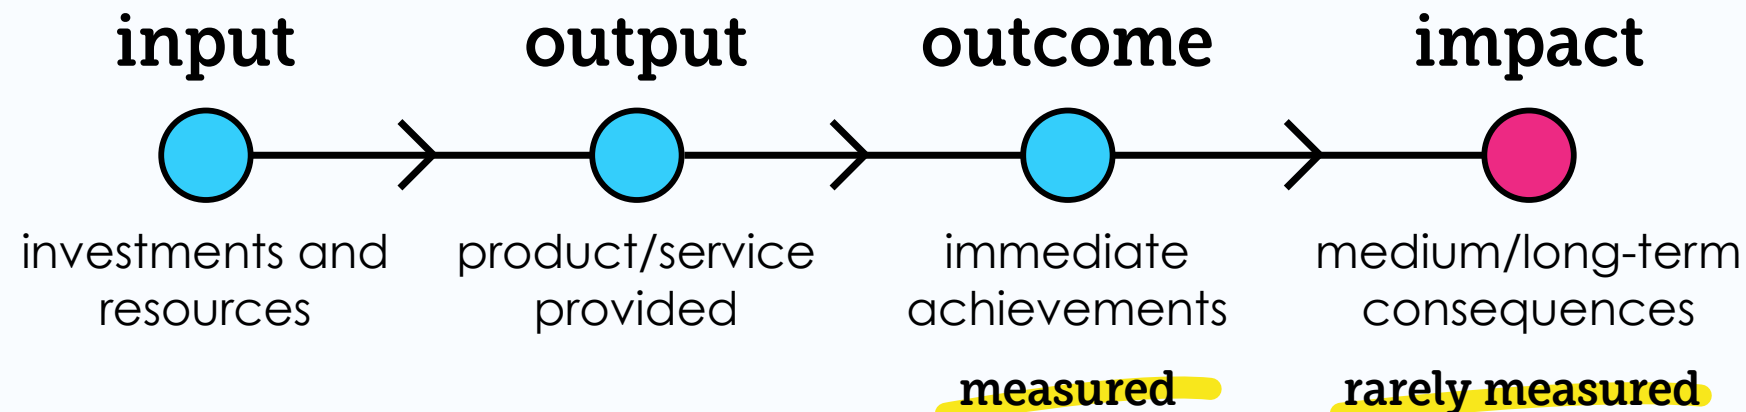 input
output
outcome
impact
investments and
resources
product/service
provided
immediate
achievements
medium/long-term
consequences
measured
rarely measured